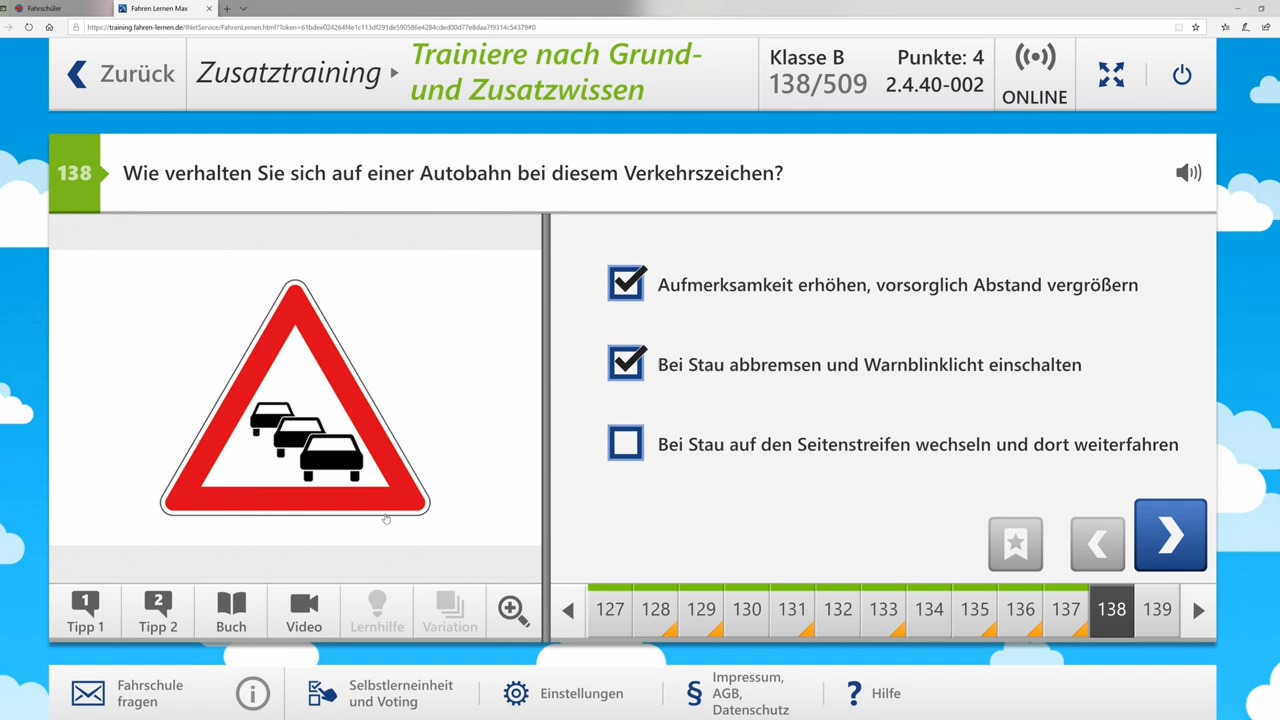 Fahrschüler
Fahren Lernen Max
https://training.fahren-lernen.de/INetService/FahrenLernen.html?Token=61bdee024264f4e1c113df291de590586e4284cded00d77e8daa7f9314c54379#0
Zurück
Zusatztraining
Trainiere nach Grund-
und Zusatzwissen
Klasse B
138/509
Punkte: 4
2.4.40-002
ONLINE
138
Wie verhalten Sie sich auf einer Autobahn bei diesem Verkehrszeichen?
Aufmerksamkeit erhöhen, vorsorglich Abstand vergrößern
Bei Stau abbremsen und Warnblinklicht einschalten
Bei Stau auf den Seitenstreifen wechseln und dort weiterfahren
1
Tipp 1
2
Tipp 2
Buch
Video
Lernhilfe
Variation
127 128 129 130 131 132 133 134 135 136 137 138 139
Fahrschule
fragen
Selbstlerneinheit
und Voting
Einstellungen
§
Impressum,
AGB,
Datenschutz
?
Hilfe